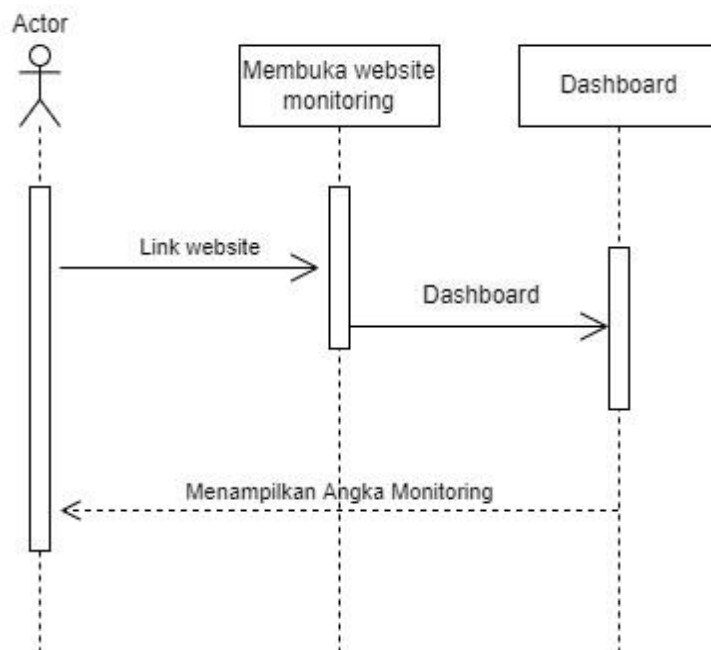 Actor
Membuka website
monitoring
Dashboard
Link website
Dashboard
Menampilkan Angka Monitoring